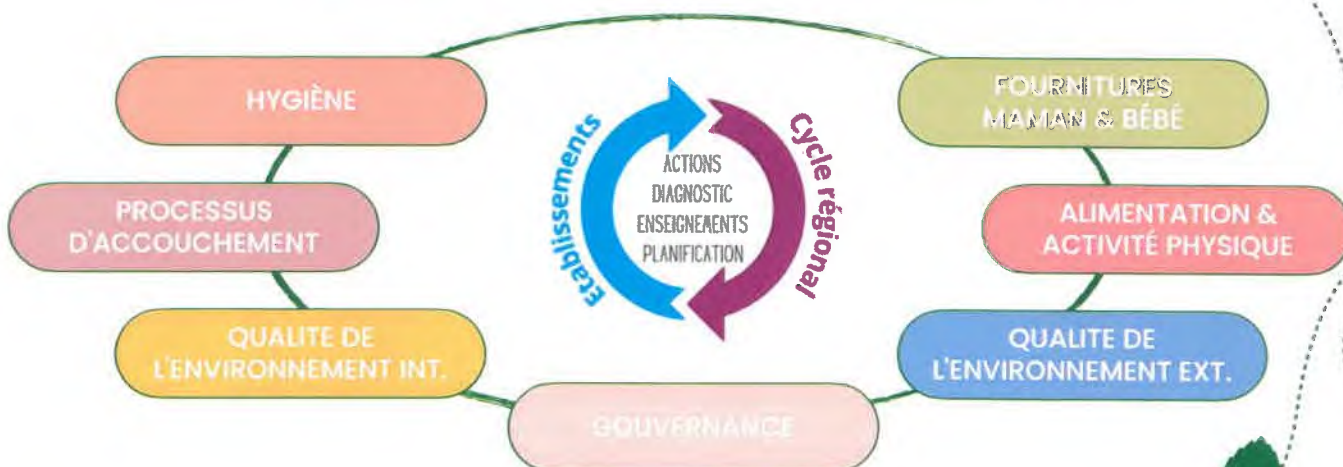 HYGIÈNE
FOURNITURES
MAMAN & BÉBÉ
Etablissements
Cycle régional
ACTIONS
DIAGNOSTIC
ENSEIGNEMENTS
PLANIFICATION
PROCESSUS
D'ACCOUCHEMENT
ALIMENTATION &
ACTIVITÉ PHYSIQUE
QUALITE DE
L'ENVIRONNEMENT INT.
QUALITE DE
L'ENVIRONNEMENT EXT.
GOUVERNANCE